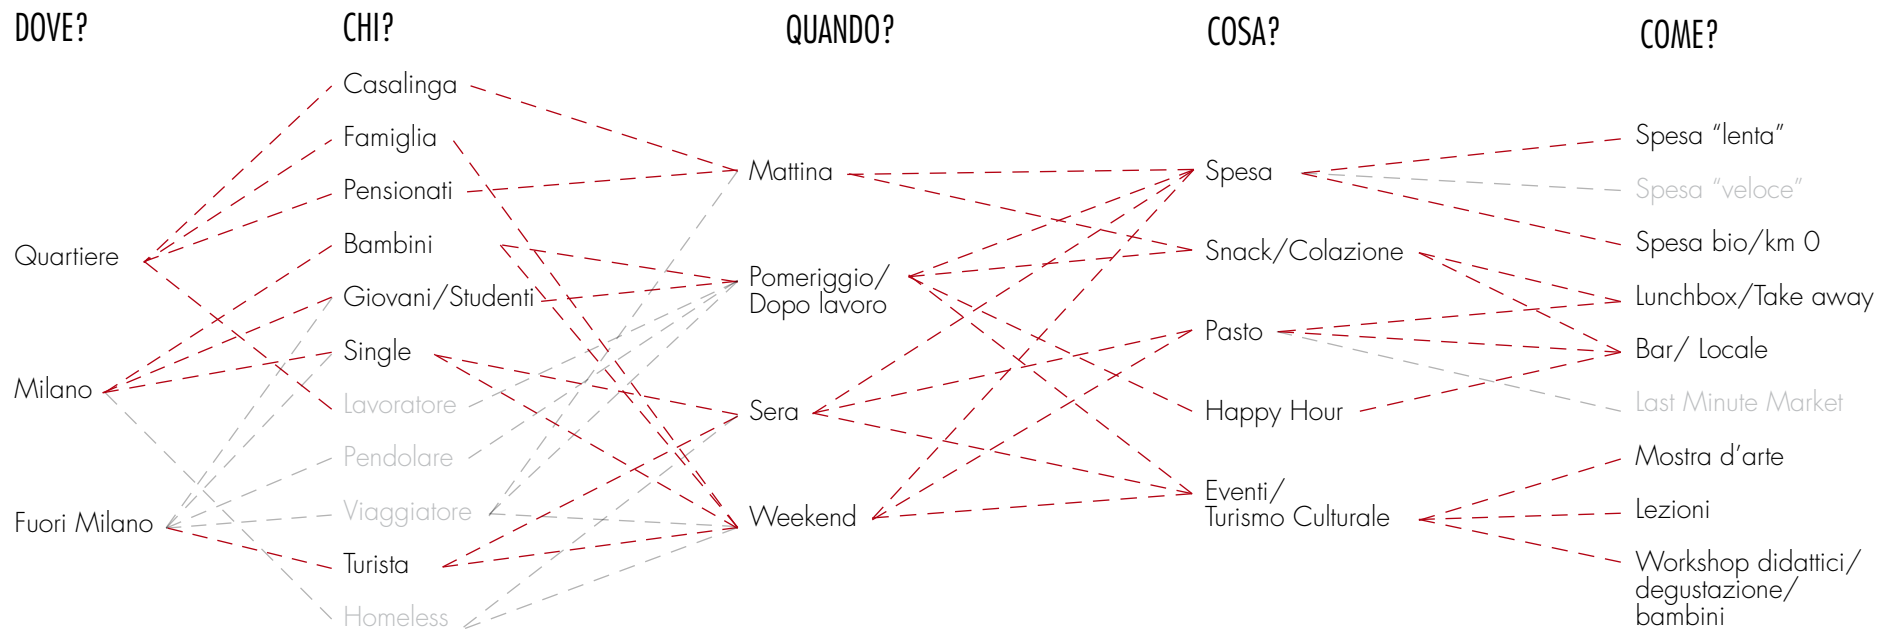 DOVE?
CHI?
QUANDO?
COSA?
COME?
Quartiere
Milano
Fuori Milano
Casalinga
Famiglia
Pensionati
Bambini
Giovani/Studenti
Single
Lavoratore
Pendolare
Viaggiatore
Turista
Homeless
Mattina
Pomeriggio/
Dopo lavoro
Sera
Weekend
Spesa
Snack/Colazione
Pasto
Happy Hour
Eventi/
Turismo Culturale
Spesa “lenta”
Spesa “veloce”
Spesa bio/km 0
Lunchbox/Take away
Bar/ Locale
Last Minute Market
Mostra d’arte
Lezioni
Workshop didattici/
degustazione/
bambini